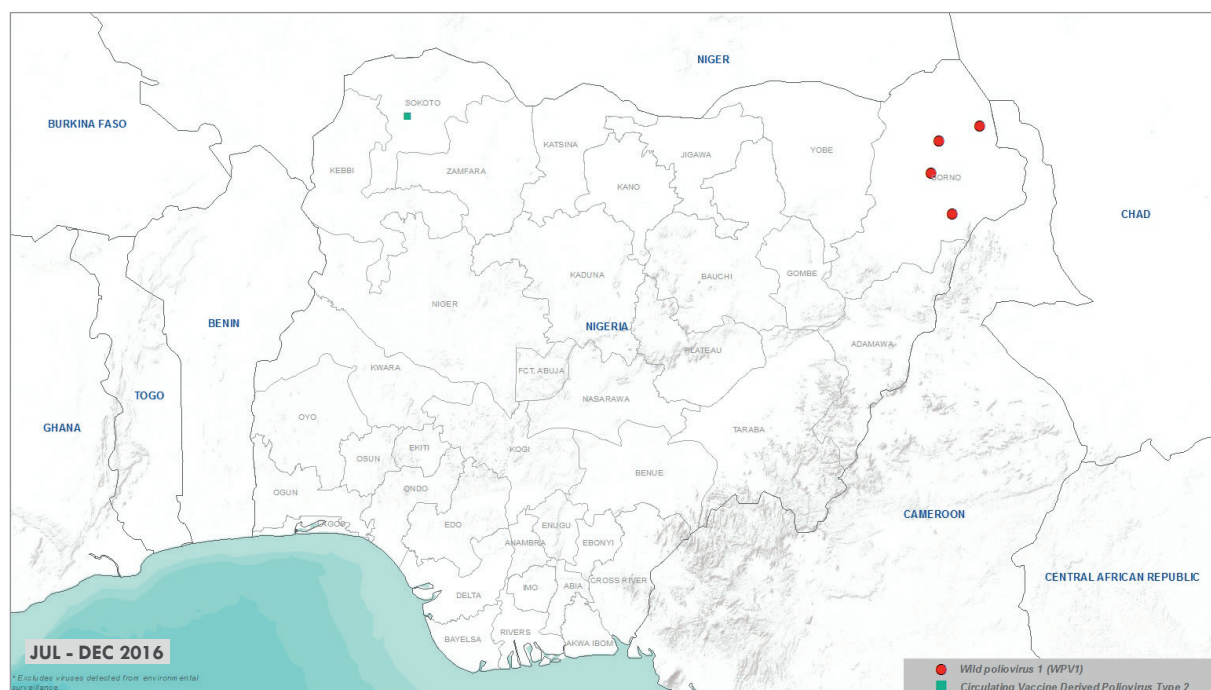 NIGER
SOKOTO
BURKINA FASO
KATSINA
JIGAWA
YOBE
KEBBI
ZAMFARA
KANO
BORNO
CHAD
KADUNA
BAUCHI
GOMBE
NIGER
BENIN
NIGERIA
ADAMAWA
PLATEAU
KWARA
FCT, ABUJA
TOGO
NASARAWA
OYO
GHANA
TARABA
EKITI
KOGI
OSUN
BENUE
ONDO
OGUN
LAGOS
EDO
ENUGU
CAMEROON
ANAMBRA
EBONYI
CENTRAL AFRICAN REPUBLIC
CROSS RIVER
IMO
ABIA
DELTA
RIVERS
BAYELSA
AKWA IBOM
JUL - DEC 2016
* Excludes viruses detected from environmental
surveillance.
Wild poliovirus 1 (WPV1)
Circulating Vaccine Derived Poliovirus Type 2